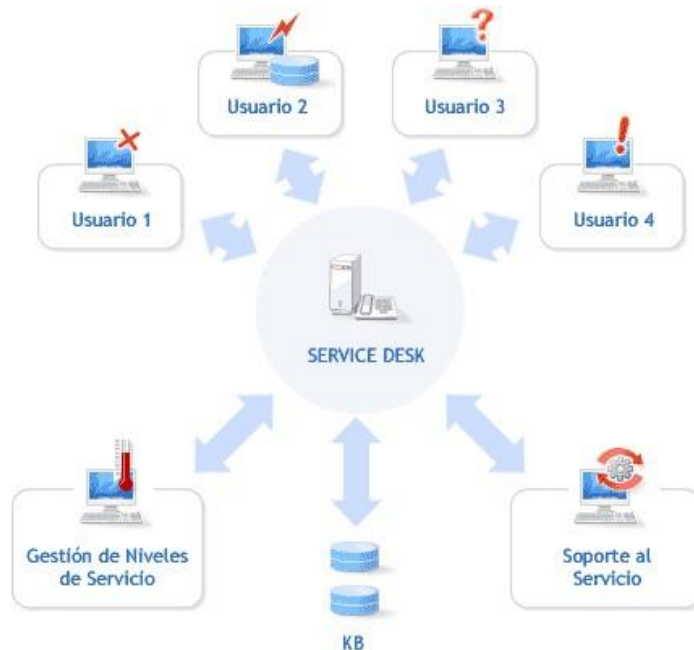 Usuario 2
Usuario 3
Usuario 1
Usuario 4
SERVICE DESK
Gestión de Niveles
de Servicio
Soporte al
Servicio
KB